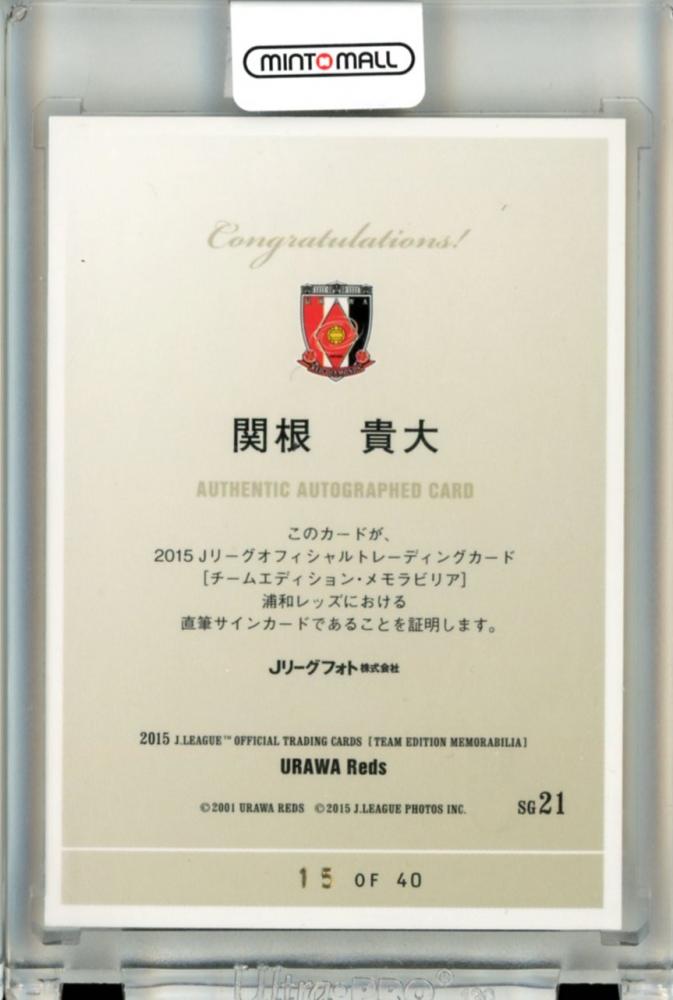 MINT MALL
Congratulations!
関根 貴大
AUTHENTIC AUTOGRAPHED CARD
このカードが、
2015 Jリーグオフィシャルトレーディングカード
[チームエディション・メモラビリア]
浦和レッズにおける
直筆サインカードであることを証明します。
Jリーグフォト株式会社
2015 J.LEAGUE™ OFFICIAL TRADING CARDS [TEAM EDITION MEMORABILIA]
URAWA Reds
©2001 URAWA REDS ©2015 J.LEAGUE PHOTOS INC.
SG21
15 OF 40
Ultra PRO